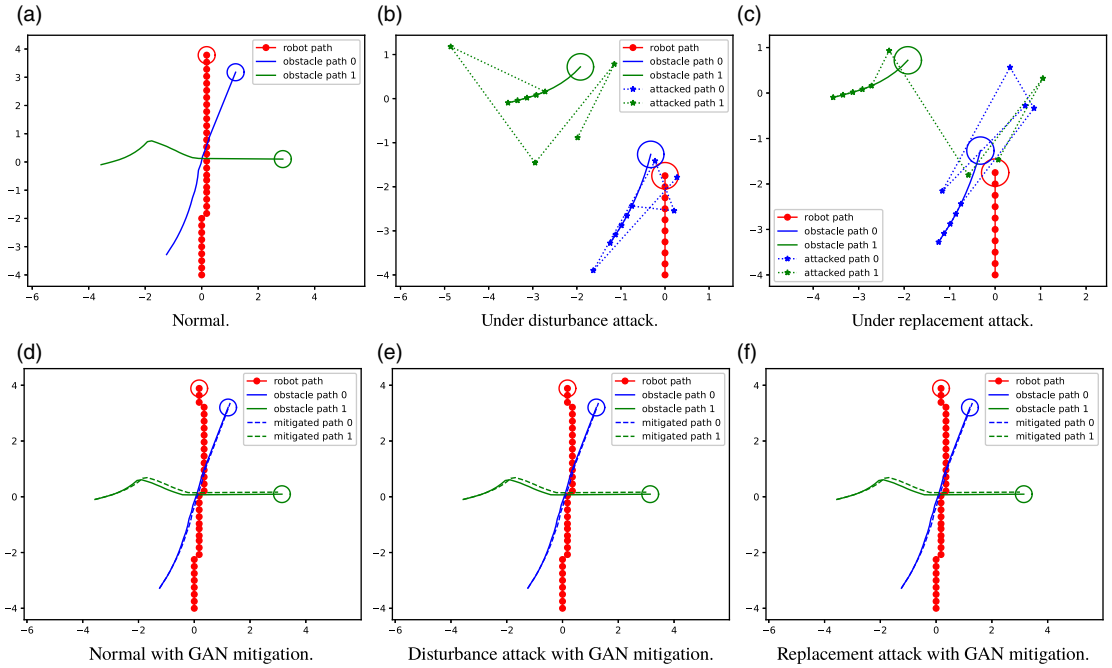 (a)
robot path
obstacle path 0
obstacle path 1
4
3
2
1
0
−1
−2
−3
−4
−6
−4
−2
0
2
4
Normal.
(b)
robot path
obstacle path 0
obstacle path 1
attacked path 0
attacked path 1
1
0
−1
−2
−3
−4
−6
−5
−4
−3
−2
−1
0
1
Under disturbance attack.
(c)
robot path
obstacle path 0
obstacle path 1
attacked path 0
attacked path 1
1
0
−1
−2
−3
−4
−5
−4
−3
−2
−1
0
1
2
Under replacement attack.
(d)
robot path
obstacle path 0
obstacle path 1
mitigated path 0
mitigated path 1
4
2
0
−2
−4
−6
−4
−2
0
2
4
Normal with GAN mitigation.
(e)
robot path
obstacle path 0
obstacle path 1
mitigated path 0
mitigated path 1
4
2
0
−2
−4
−6
−4
−2
0
2
4
Disturbance attack with GAN mitigation.
(f)
robot path
obstacle path 0
obstacle path 1
mitigated path 0
mitigated path 1
4
2
0
−2
−4
−6
−4
−2
0
2
4
Replacement attack with GAN mitigation.